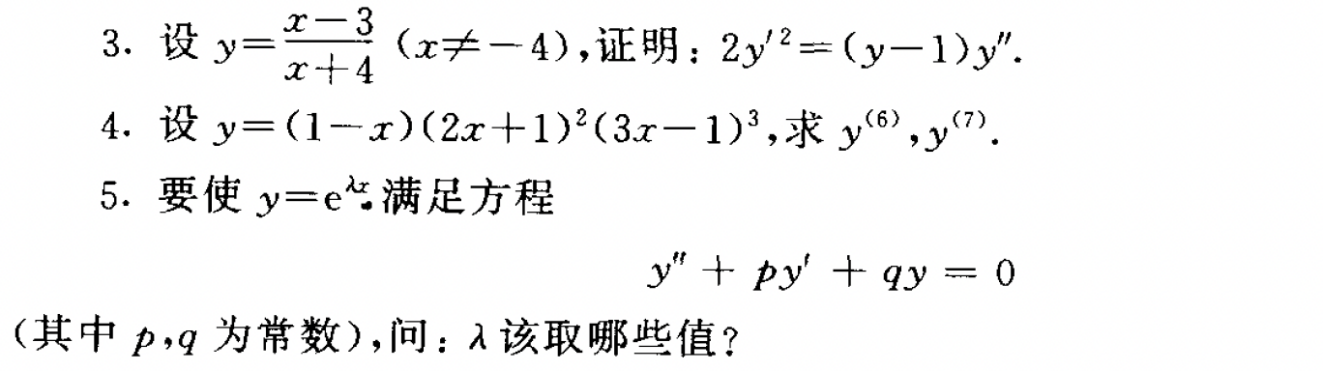 3. 设 y=\frac{x-3}{x+4} (x≠-4),证明: 2y'²=(y-1)y''.
4. 设 y=(1-x)(2x+1)²(3x-1)³,求 y⁽⁶⁾,y⁽⁷⁾.
5. 要使 y=e^{λx}满足方程
y'' + py' + qy = 0
(其中 p,q 为常数),问: λ 该取哪些值?